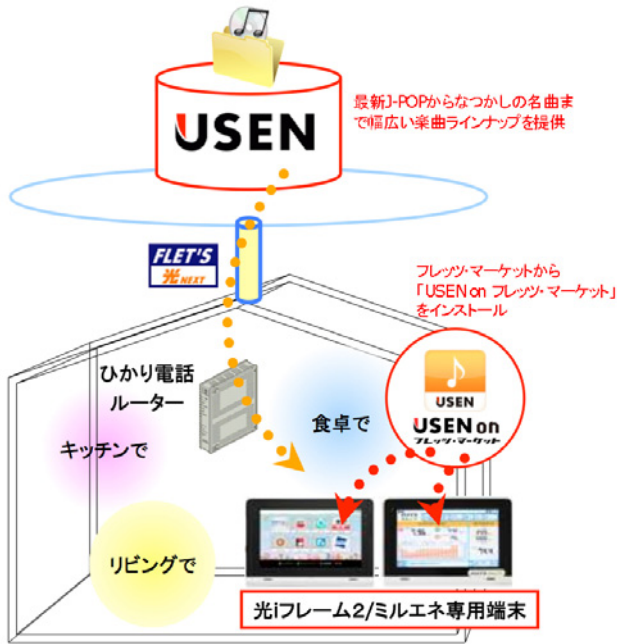 USEN
最新J-POPからなつかしの名曲ま
で幅広い楽曲ラインナップを提供
FLET'S
光NEXT
フレッツ・マーケットから
「USEN on フレッツ・マーケット」
をインストール
ひかり電話
ルーター
USEN
USEN on
フレッツ・マーケット
食卓で
キッチンで
リビングで
光iフレーム2/ミルエネ専用端末